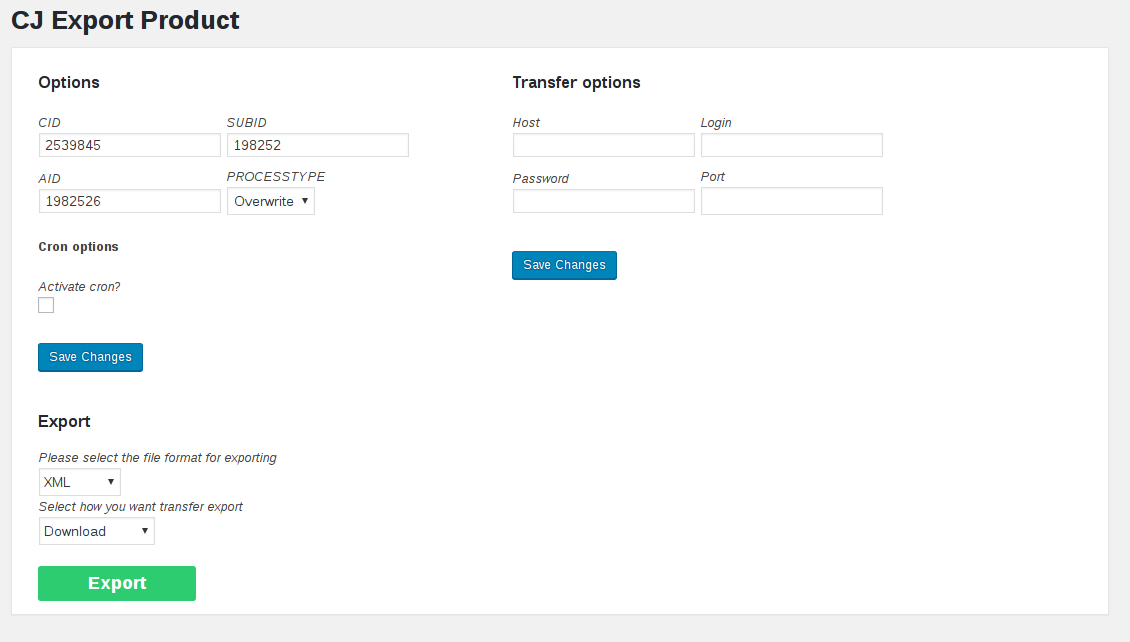 CJ Export Product
Options
CID
SUBID
2539845
198252
AID
PROCESSTYPE
1982526
Overwrite
Cron options
Activate cron?
Save Changes
Transfer options
Host
Login
Password
Port
Save Changes
Export
Please select the file format for exporting
XML
Select how you want transfer export
Download
Export